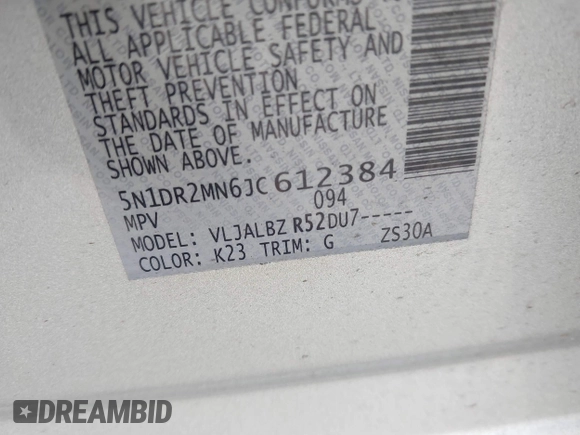 THIS VEHICLE CONFORMS
ALL APPLICABLE FEDERAL
MOTOR VEHICLE SAFETY AND
THEFT PREVENTION
STANDARDS IN EFFECT ON
THE DATE OF MANUFACTURE
SHOWN ABOVE.
5N1DR2MN6JC612384
MPV 094
MODEL: VLJALBZ R52DU7-----
COLOR: K23 TRIM: G ZS30A
DREAMBID